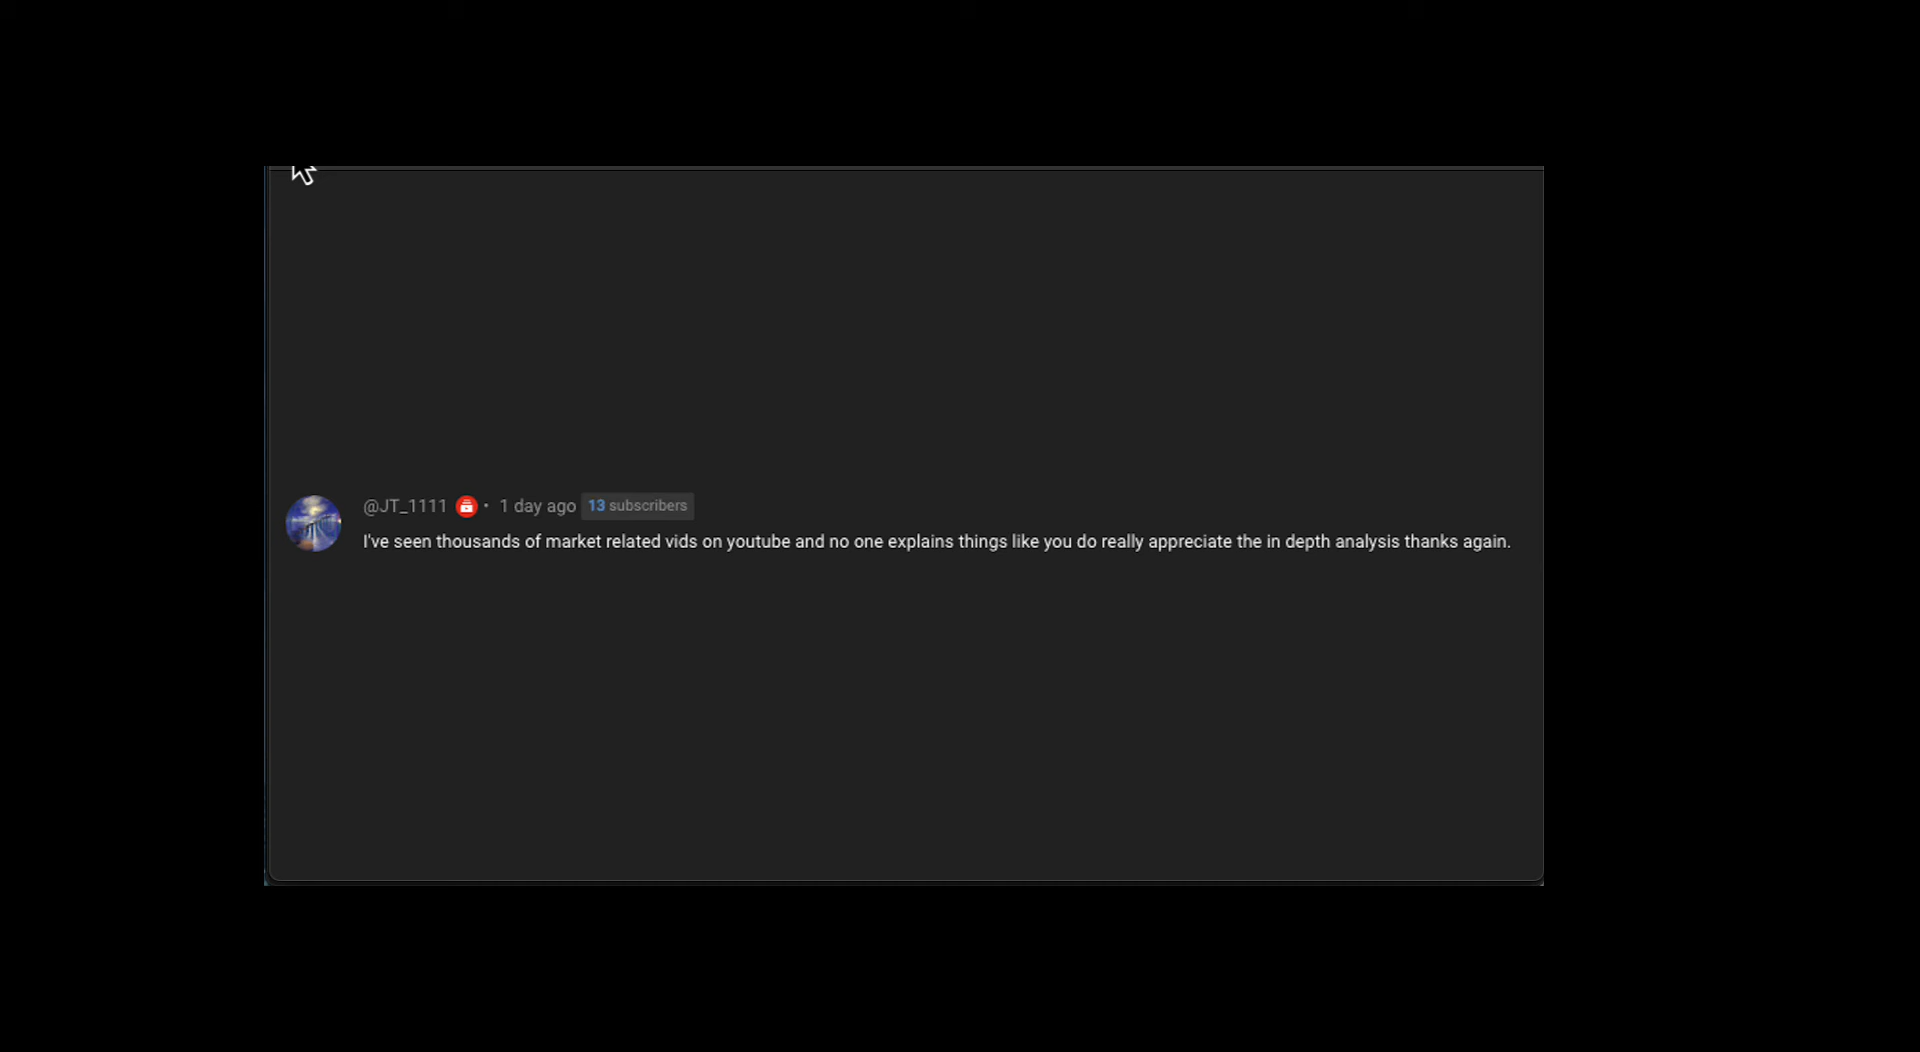 @JT_1111 · 1 day ago 13 subscribers
I've seen thousands of market related vids on youtube and no one explains things like you do really appreciate the in depth analysis thanks again.